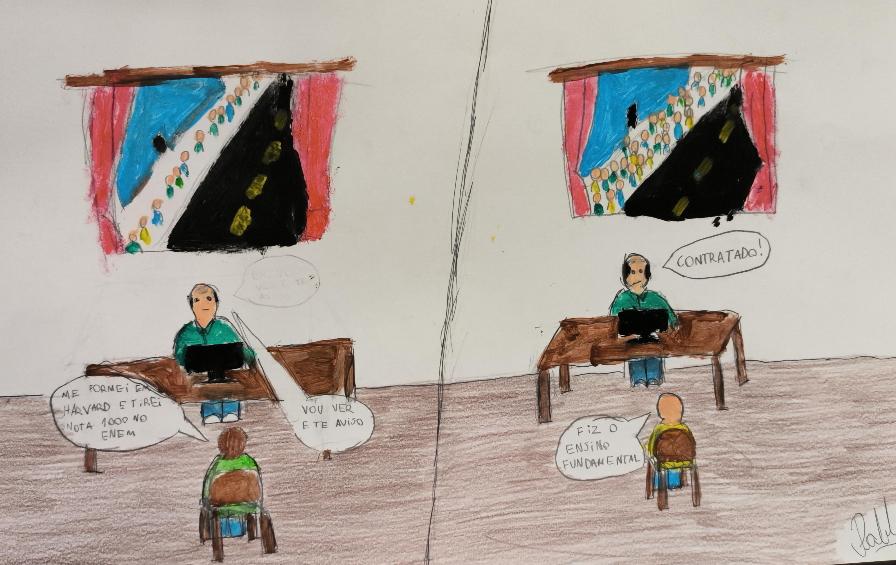 ME FORMEI EM
HARVARD E TIREI
NOTA 1000 NO
ENEM
VOU VER
E TE AVISO
CONTRATADO!
FIZ O
ENSINO
FUNDAMENTAL